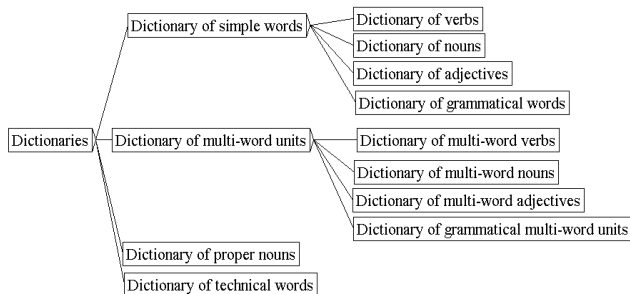 Dictionary of simple words
Dictionary of verbs
Dictionary of nouns
Dictionary of adjectives
Dictionary of grammatical words
Dictionaries
Dictionary of multi-word units
Dictionary of multi-word verbs
Dictionary of multi-word nouns
Dictionary of multi-word adjectives
Dictionary of grammatical multi-word units
Dictionary of proper nouns
Dictionary of technical words